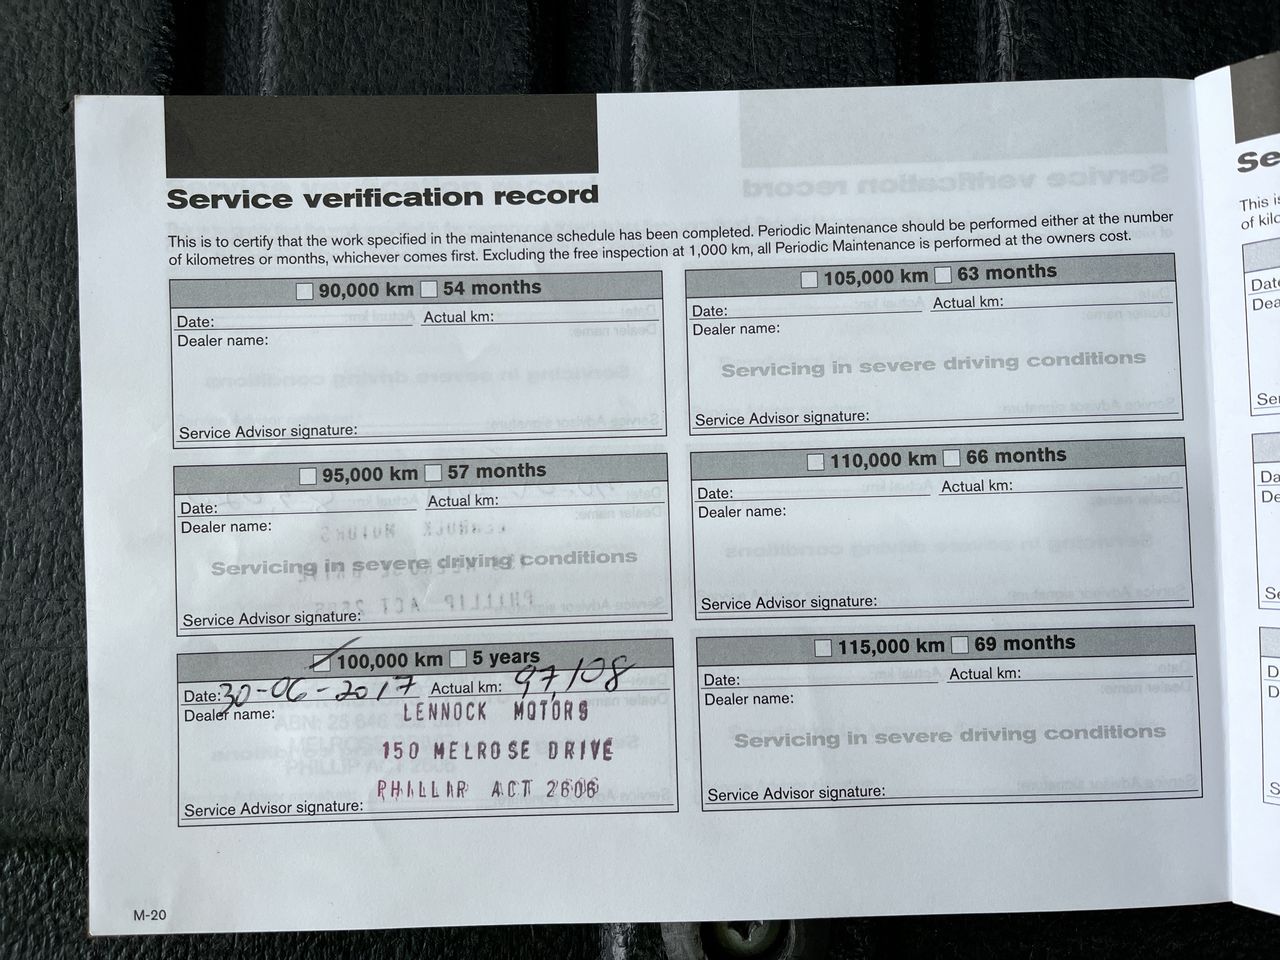 Service verification record
This is to certify that the work specified in the maintenance schedule has been completed. Periodic Maintenance should be performed either at the number
of kilometres or months, whichever comes first. Excluding the free inspection at 1,000 km, all Periodic Maintenance is performed at the owners cost.
90,000 km 54 months
Date: Actual km:
Dealer name:
Service Advisor signature:
95,000 km 57 months
Date: Actual km:
Dealer name:
Servicing in severe driving conditions
Service Advisor signature:
100,000 km 5 years
Date: 30-06-2017 Actual km: 97,108
Dealer name: LENNOCK MOTORS
150 MELROSE DRIVE
PHILLIP ACT 2606
Service Advisor signature:
105,000 km 63 months
Date: Actual km:
Dealer name:
Servicing in severe driving conditions
Service Advisor signature:
110,000 km 66 months
Date: Actual km:
Dealer name:
Service Advisor signature:
115,000 km 69 months
Date: Actual km:
Dealer name:
Servicing in severe driving conditions
Service Advisor signature:
M-20